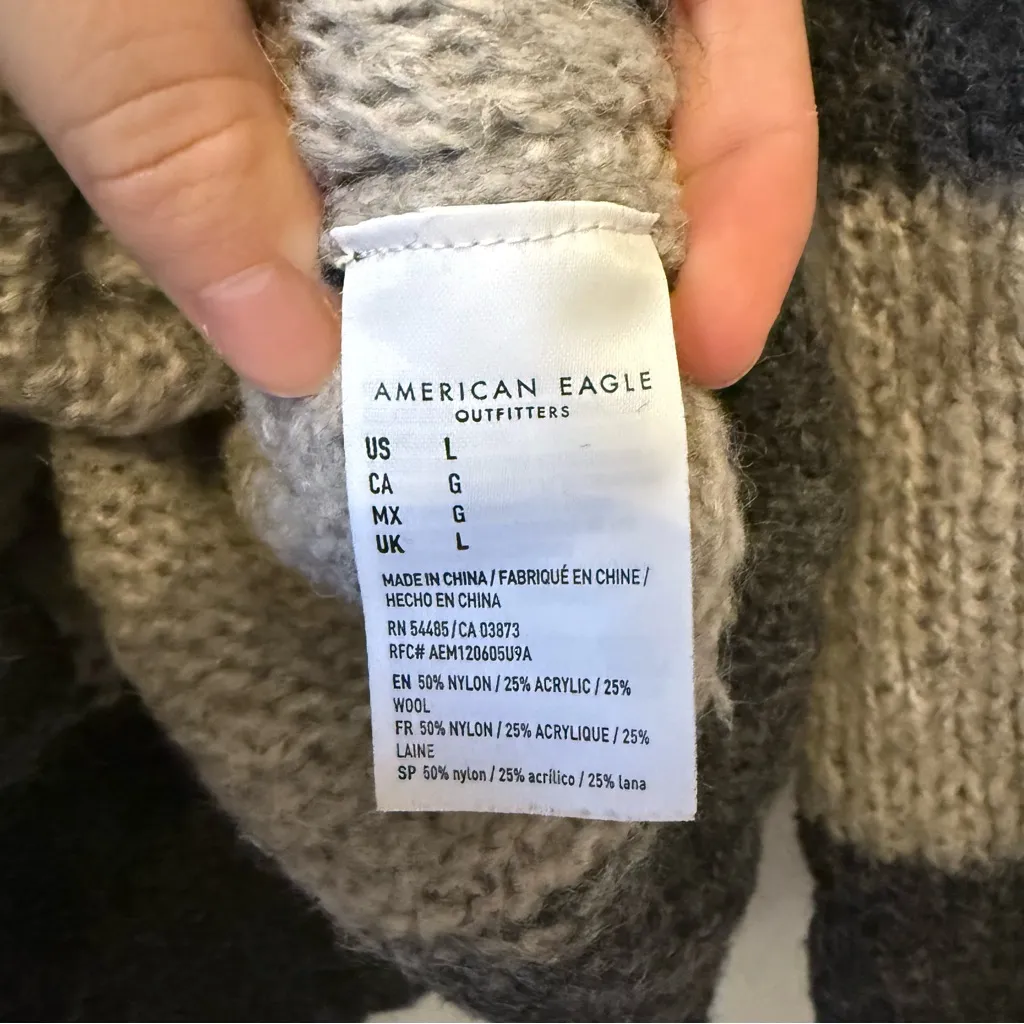 AMERICAN EAGLE
OUTFITTERS
US L
CA G
MX G
UK L
MADE IN CHINA / FABRIQUÉ EN CHINE /
HECHO EN CHINA
RN 54485 / CA 03873
RFC# AEM120605U9A
EN 50% NYLON / 25% ACRYLIC / 25%
WOOL
FR 50% NYLON / 25% ACRYLIQUE / 25%
LAINE
SP 50% nylon / 25% acrílico / 25% lana